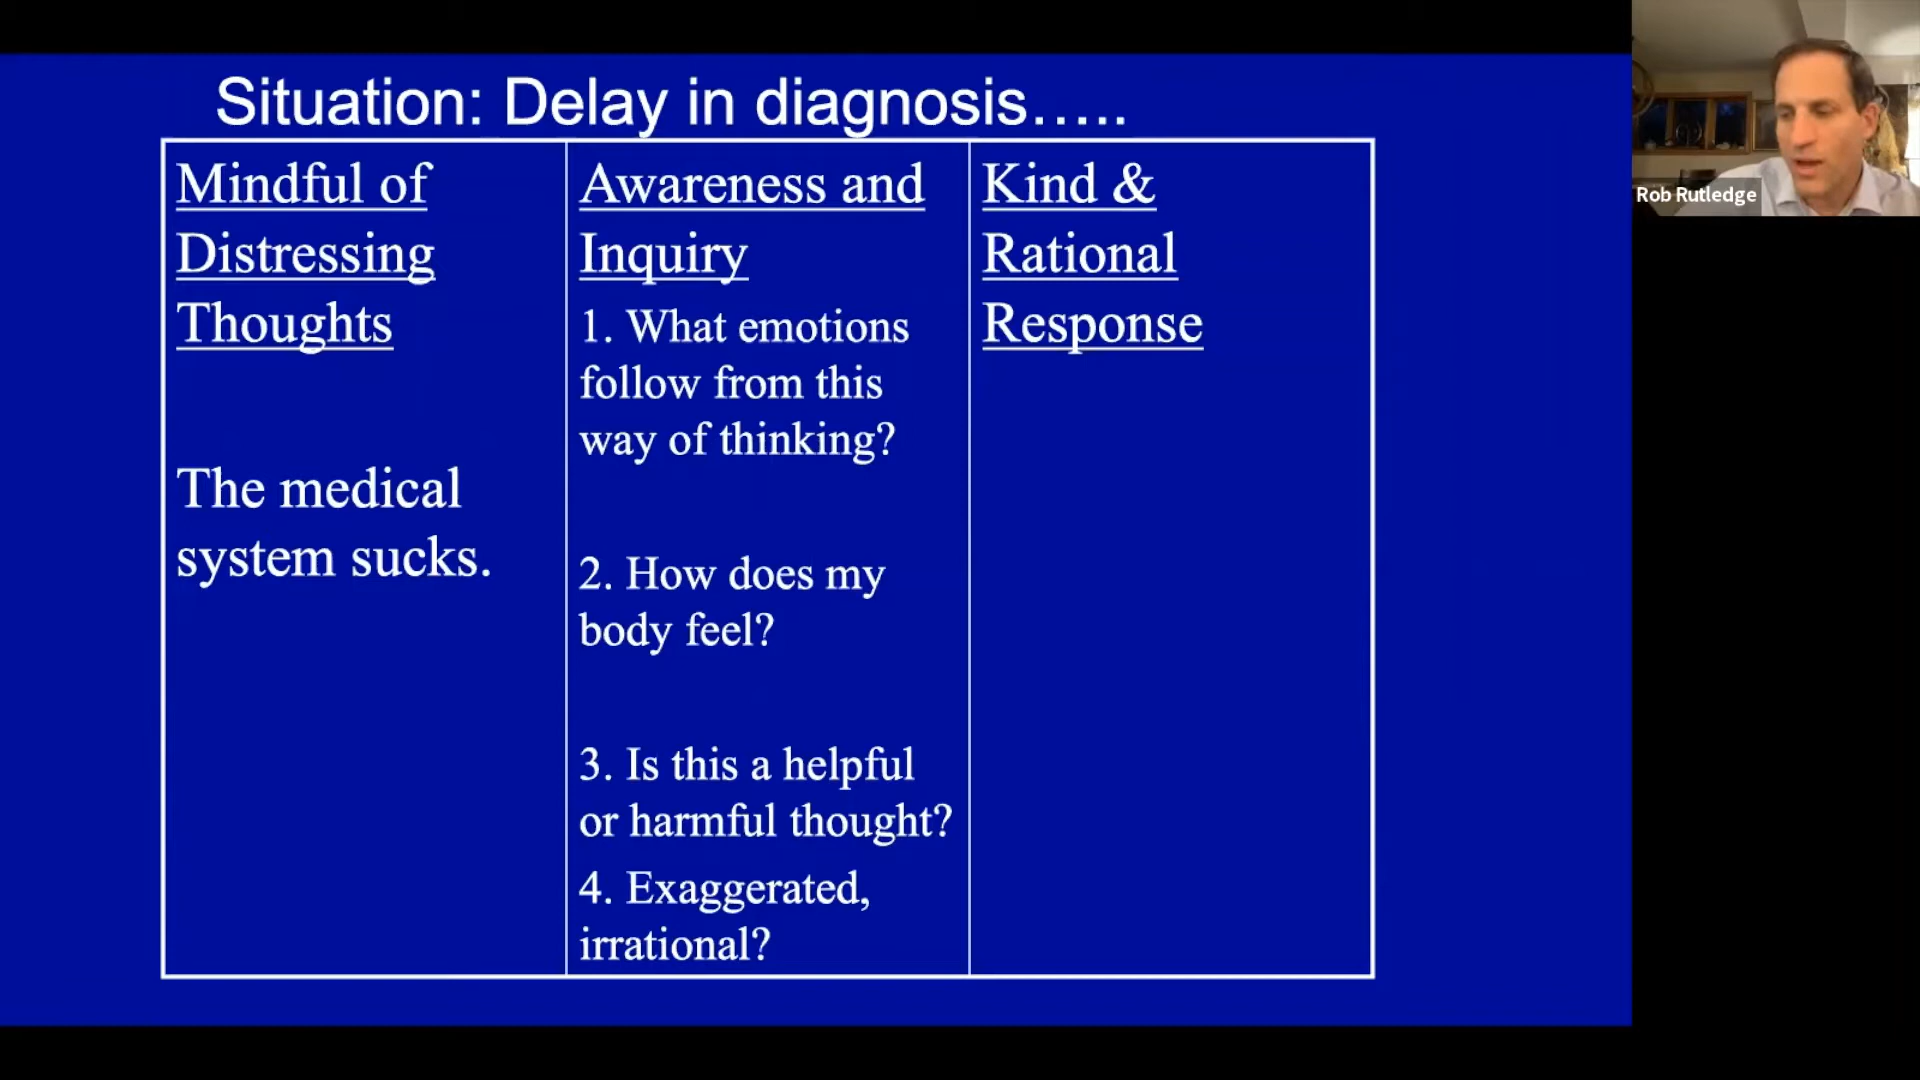 Situation: Delay in diagnosis…..
Mindful of
Distressing
Thoughts
The medical
system sucks.
Awareness and
Inquiry
1. What emotions
follow from this
way of thinking?
2. How does my
body feel?
3. Is this a helpful
or harmful thought?
4. Exaggerated,
irrational?
Kind &
Rational
Response
Rob Rutledge